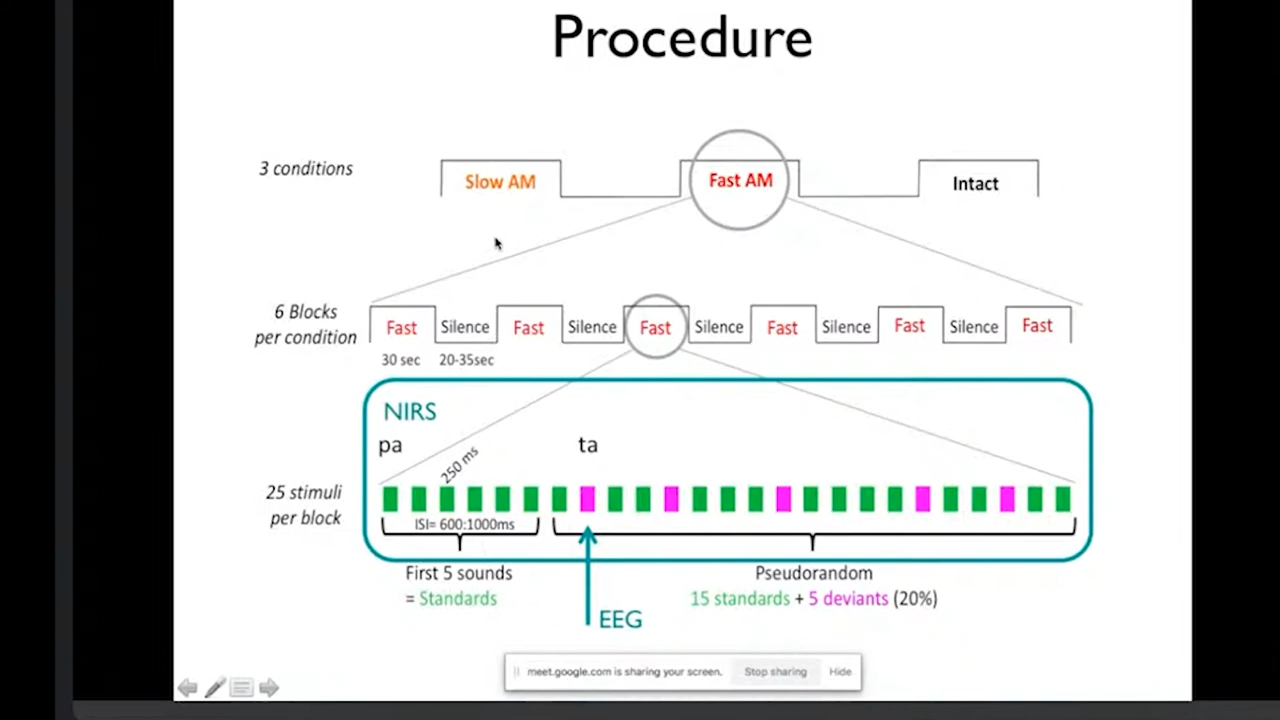 Procedure
3 conditions
Slow AM
Fast AM
Intact
6 Blocks
per condition
Fast
Silence
Fast
Silence
Fast
Silence
Fast
Silence
Fast
Silence
Fast
30 sec
20-35sec
NIRS
pa
ta
250 ms
25 stimuli
per block
ISI= 600:1000ms
First 5 sounds
= Standards
Pseudorandom
15 standards + 5 deviants (20%)
EEG
meet.google.com is sharing your screen.
Stop sharing
Hide